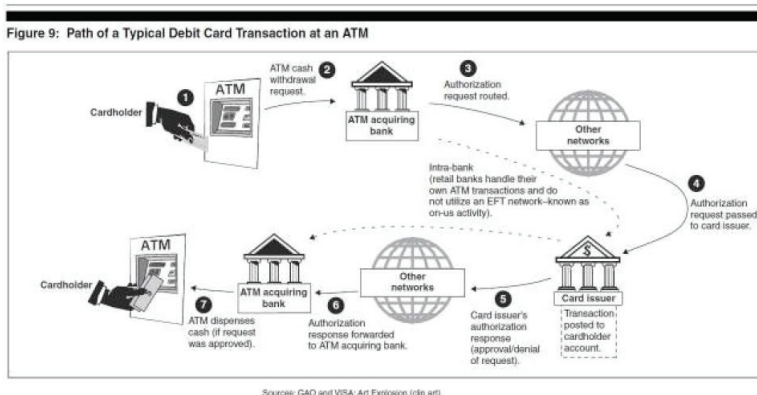 Figure 9: Path of a Typical Debit Card Transaction at an ATM
Cardholder
1
ATM
ATM cash
withdrawal
request.
2
ATM acquiring
bank
3
Authorization
request routed.
Other
networks
4
Authorization
request passed
to card issuer.
Intra-bank
(retail banks handle their
own ATM transactions and do
not utilize an EFT network–known as
on-us activity).
$
Card issuer
Transaction
posted to
cardholder
account.
5
Card issuer's
authorization
response
(approval/denial
of request).
Other
networks
6
Authorization
response forwarded
to ATM acquiring bank.
ATM acquiring
bank
7
ATM dispenses
cash (if request
was approved).
ATM
Cardholder
Sources: GAO and VISA; Art Explosion (clip art).